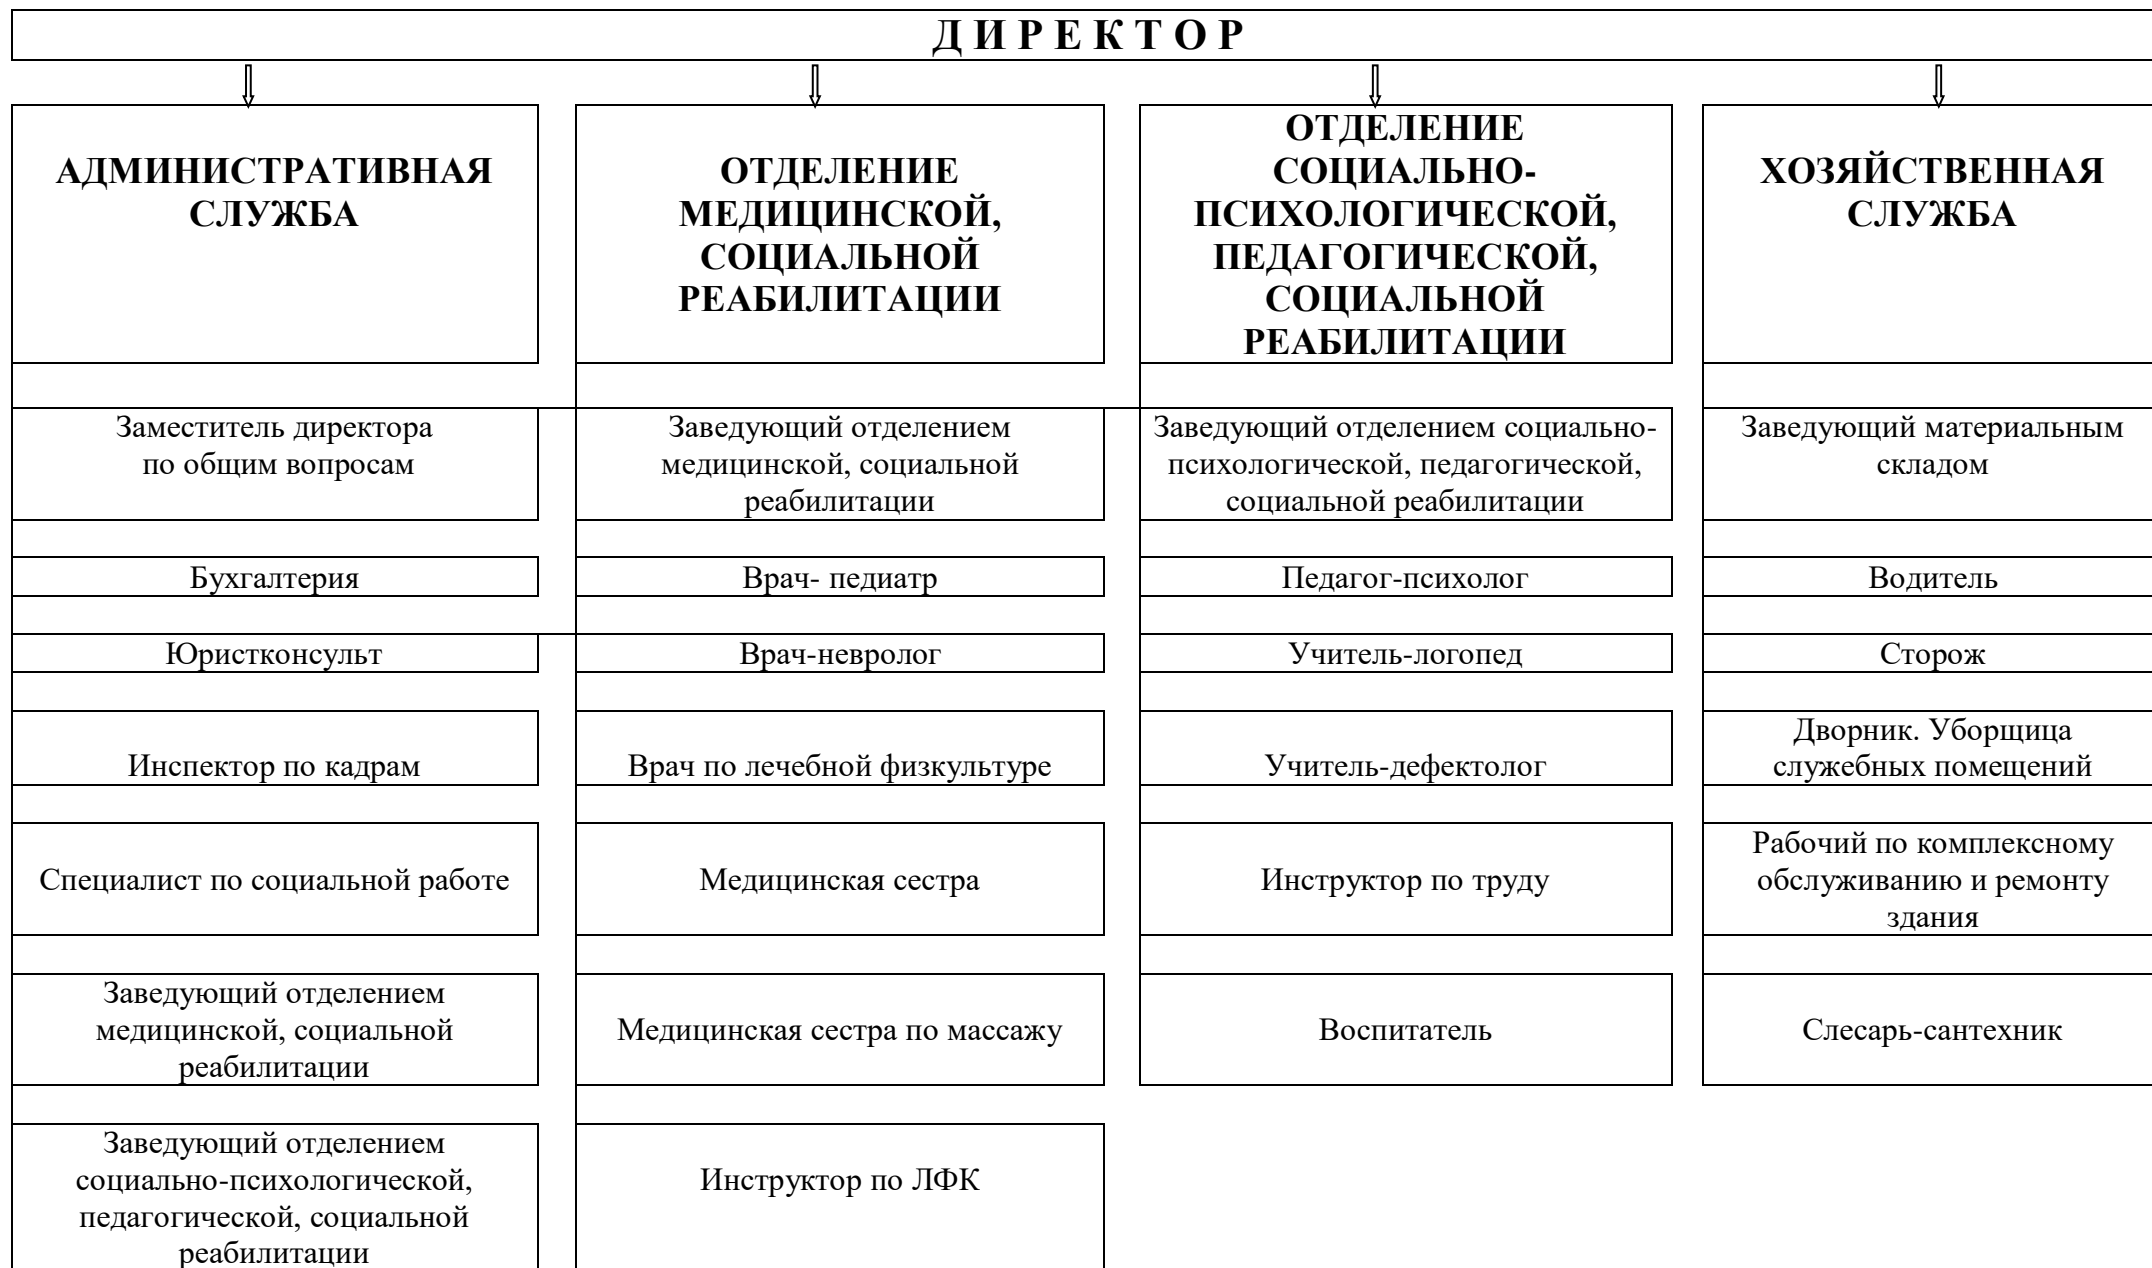 Д И Р Е К Т О Р
АДМИНИСТРАТИВНАЯ
СЛУЖБА
ОТДЕЛЕНИЕ
МЕДИЦИНСКОЙ,
СОЦИАЛЬНОЙ
РЕАБИЛИТАЦИИ
ОТДЕЛЕНИЕ
СОЦИАЛЬНО-
ПСИХОЛОГИЧЕСКОЙ,
ПЕДАГОГИЧЕСКОЙ,
СОЦИАЛЬНОЙ
РЕАБИЛИТАЦИИ
ХОЗЯЙСТВЕННАЯ
СЛУЖБА
Заместитель директора
по общим вопросам
Заведующий отделением
медицинской, социальной
реабилитации
Заведующий отделением социально-
психологической, педагогической,
социальной реабилитации
Заведующий материальным
складом
Бухгалтерия
Врач- педиатр
Педагог-психолог
Водитель
Юристконсульт
Врач-невролог
Учитель-логопед
Сторож
Инспектор по кадрам
Врач по лечебной физкультуре
Учитель-дефектолог
Дворник. Уборщица
служебных помещений
Специалист по социальной работе
Медицинская сестра
Инструктор по труду
Рабочий по комплексному
обслуживанию и ремонту
здания
Заведующий отделением
медицинской, социальной
реабилитации
Медицинская сестра по массажу
Воспитатель
Слесарь-сантехник
Заведующий отделением
социально-психологической,
педагогической, социальной
реабилитации
Инструктор по ЛФК